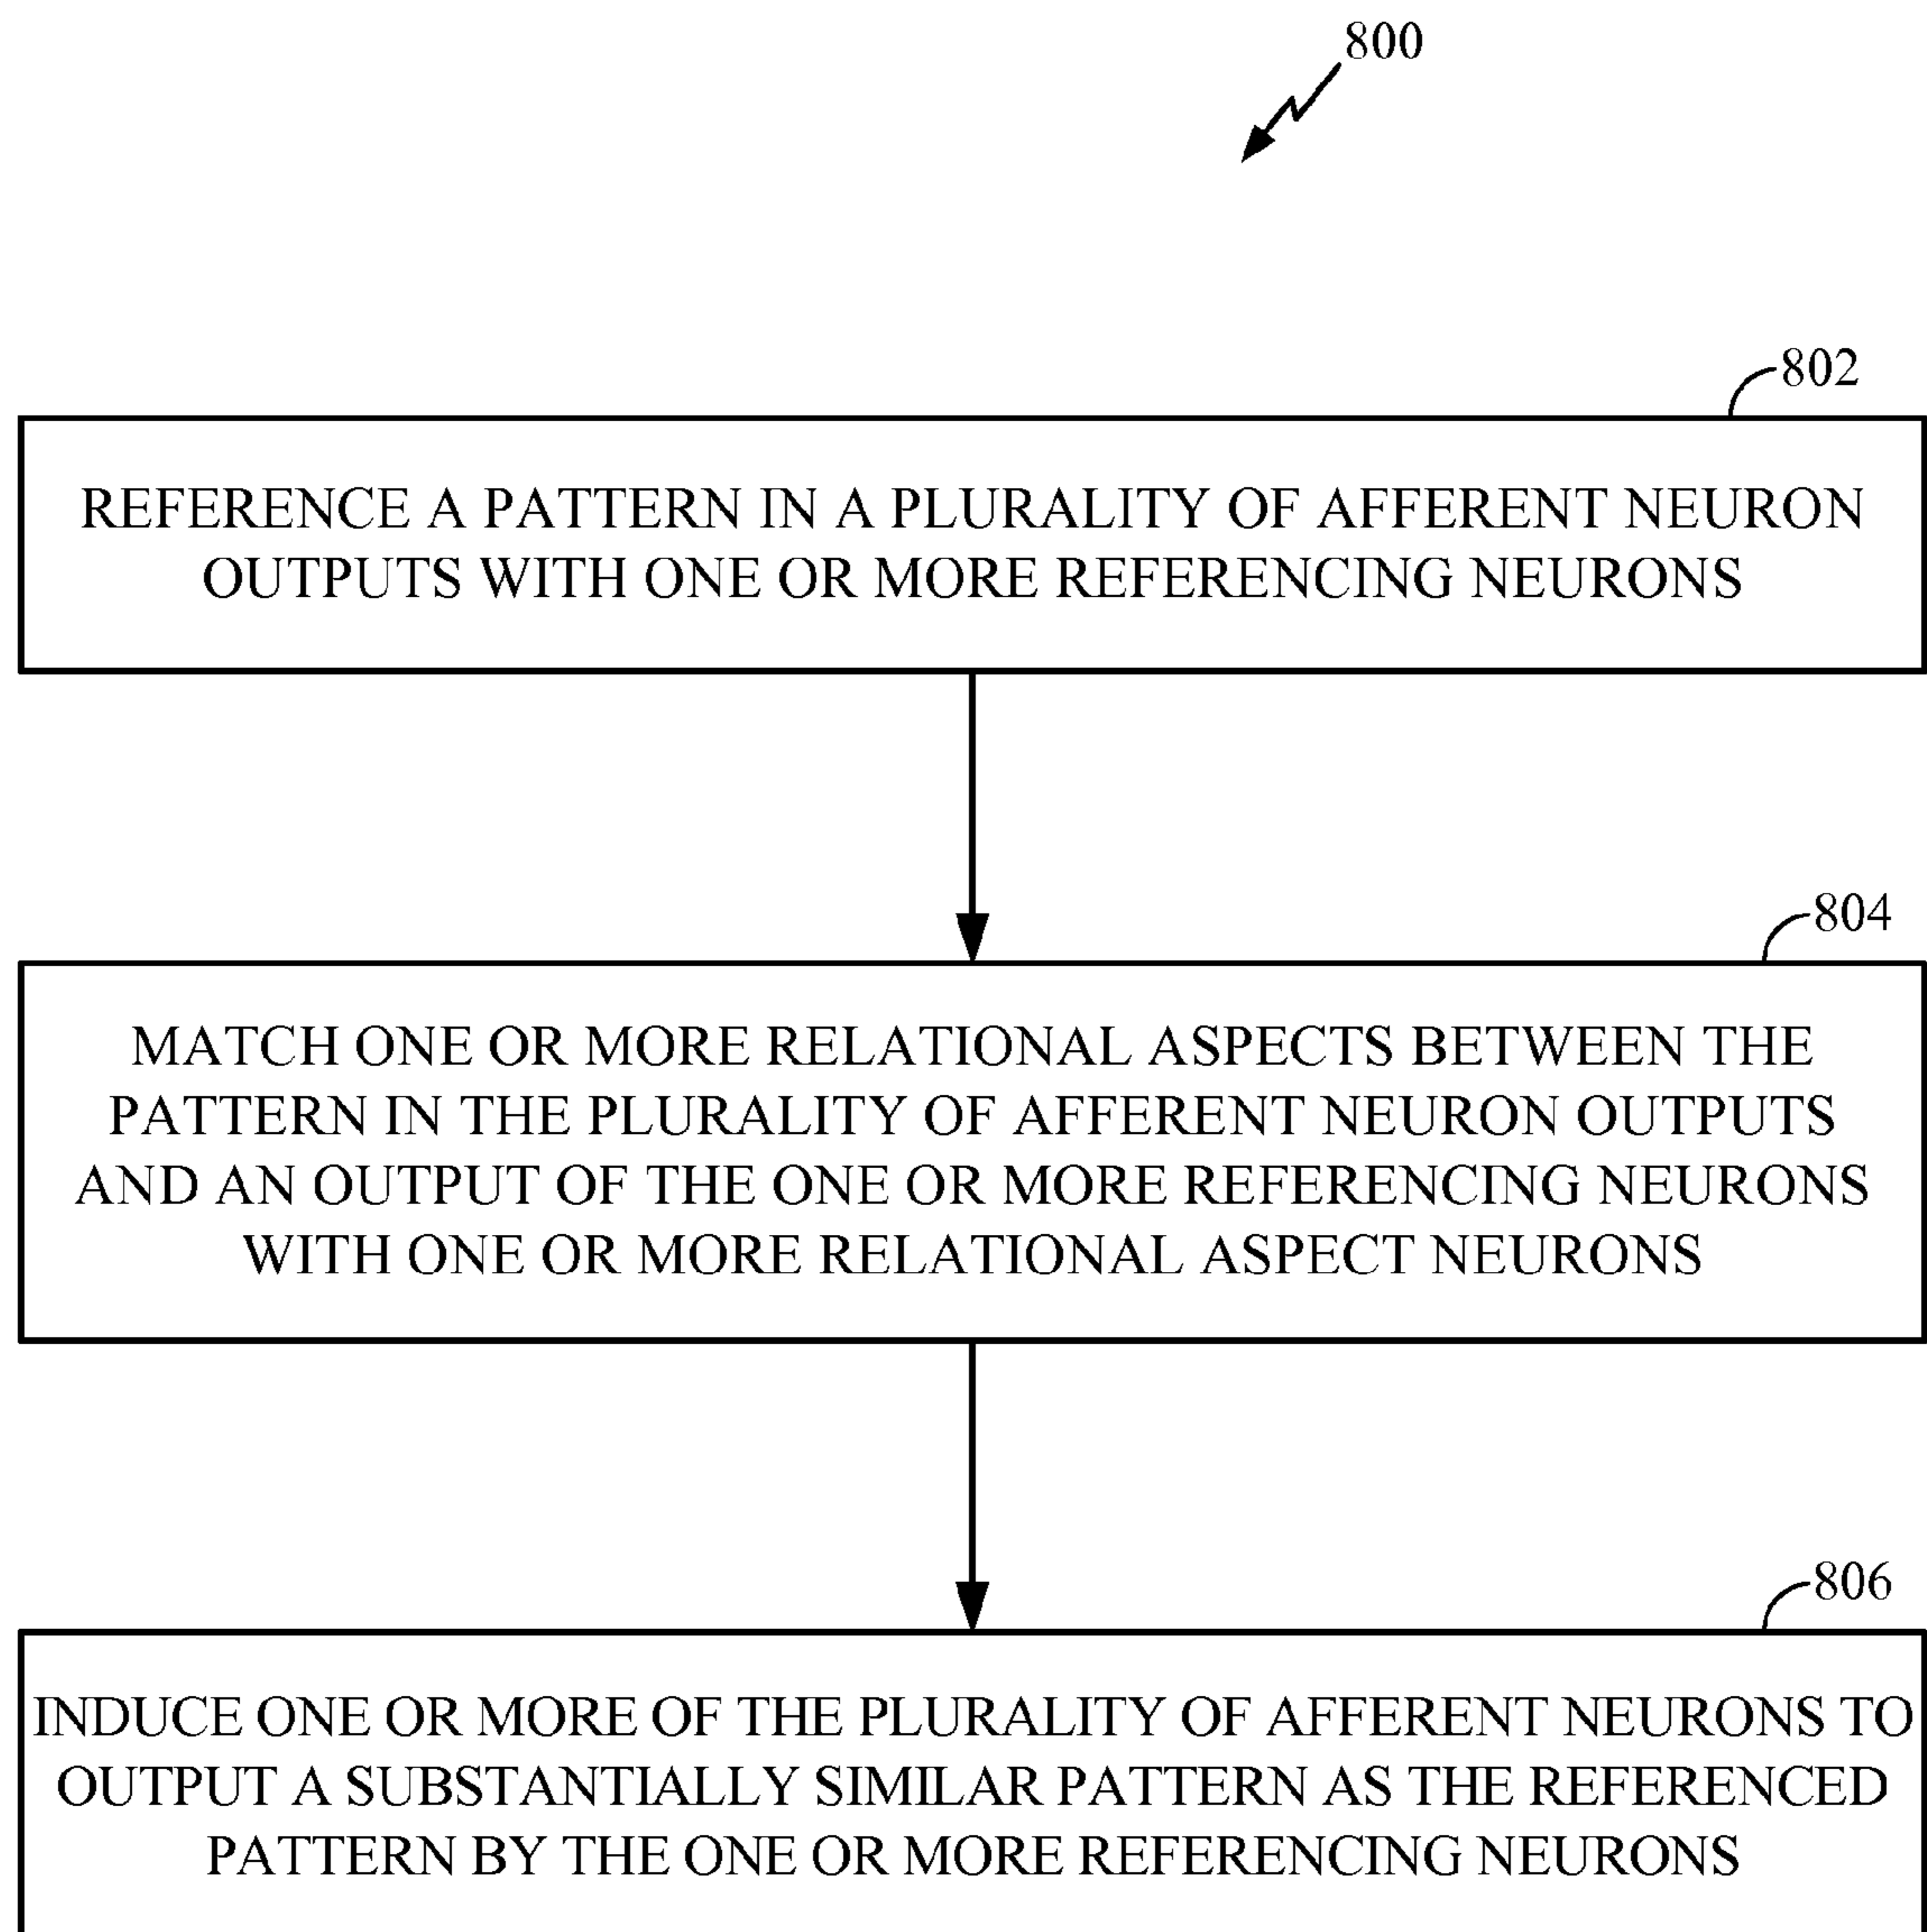 800
802
REFERENCE A PATTERN IN A PLURALITY OF AFFERENT NEURON
OUTPUTS WITH ONE OR MORE REFERENCING NEURONS
804
MATCH ONE OR MORE RELATIONAL ASPECTS BETWEEN THE
PATTERN IN THE PLURALITY OF AFFERENT NEURON OUTPUTS
AND AN OUTPUT OF THE ONE OR MORE REFERENCING NEURONS
WITH ONE OR MORE RELATIONAL ASPECT NEURONS
806
INDUCE ONE OR MORE OF THE PLURALITY OF AFFERENT NEURONS TO
OUTPUT A SUBSTANTIALLY SIMILAR PATTERN AS THE REFERENCED
PATTERN BY THE ONE OR MORE REFERENCING NEURONS